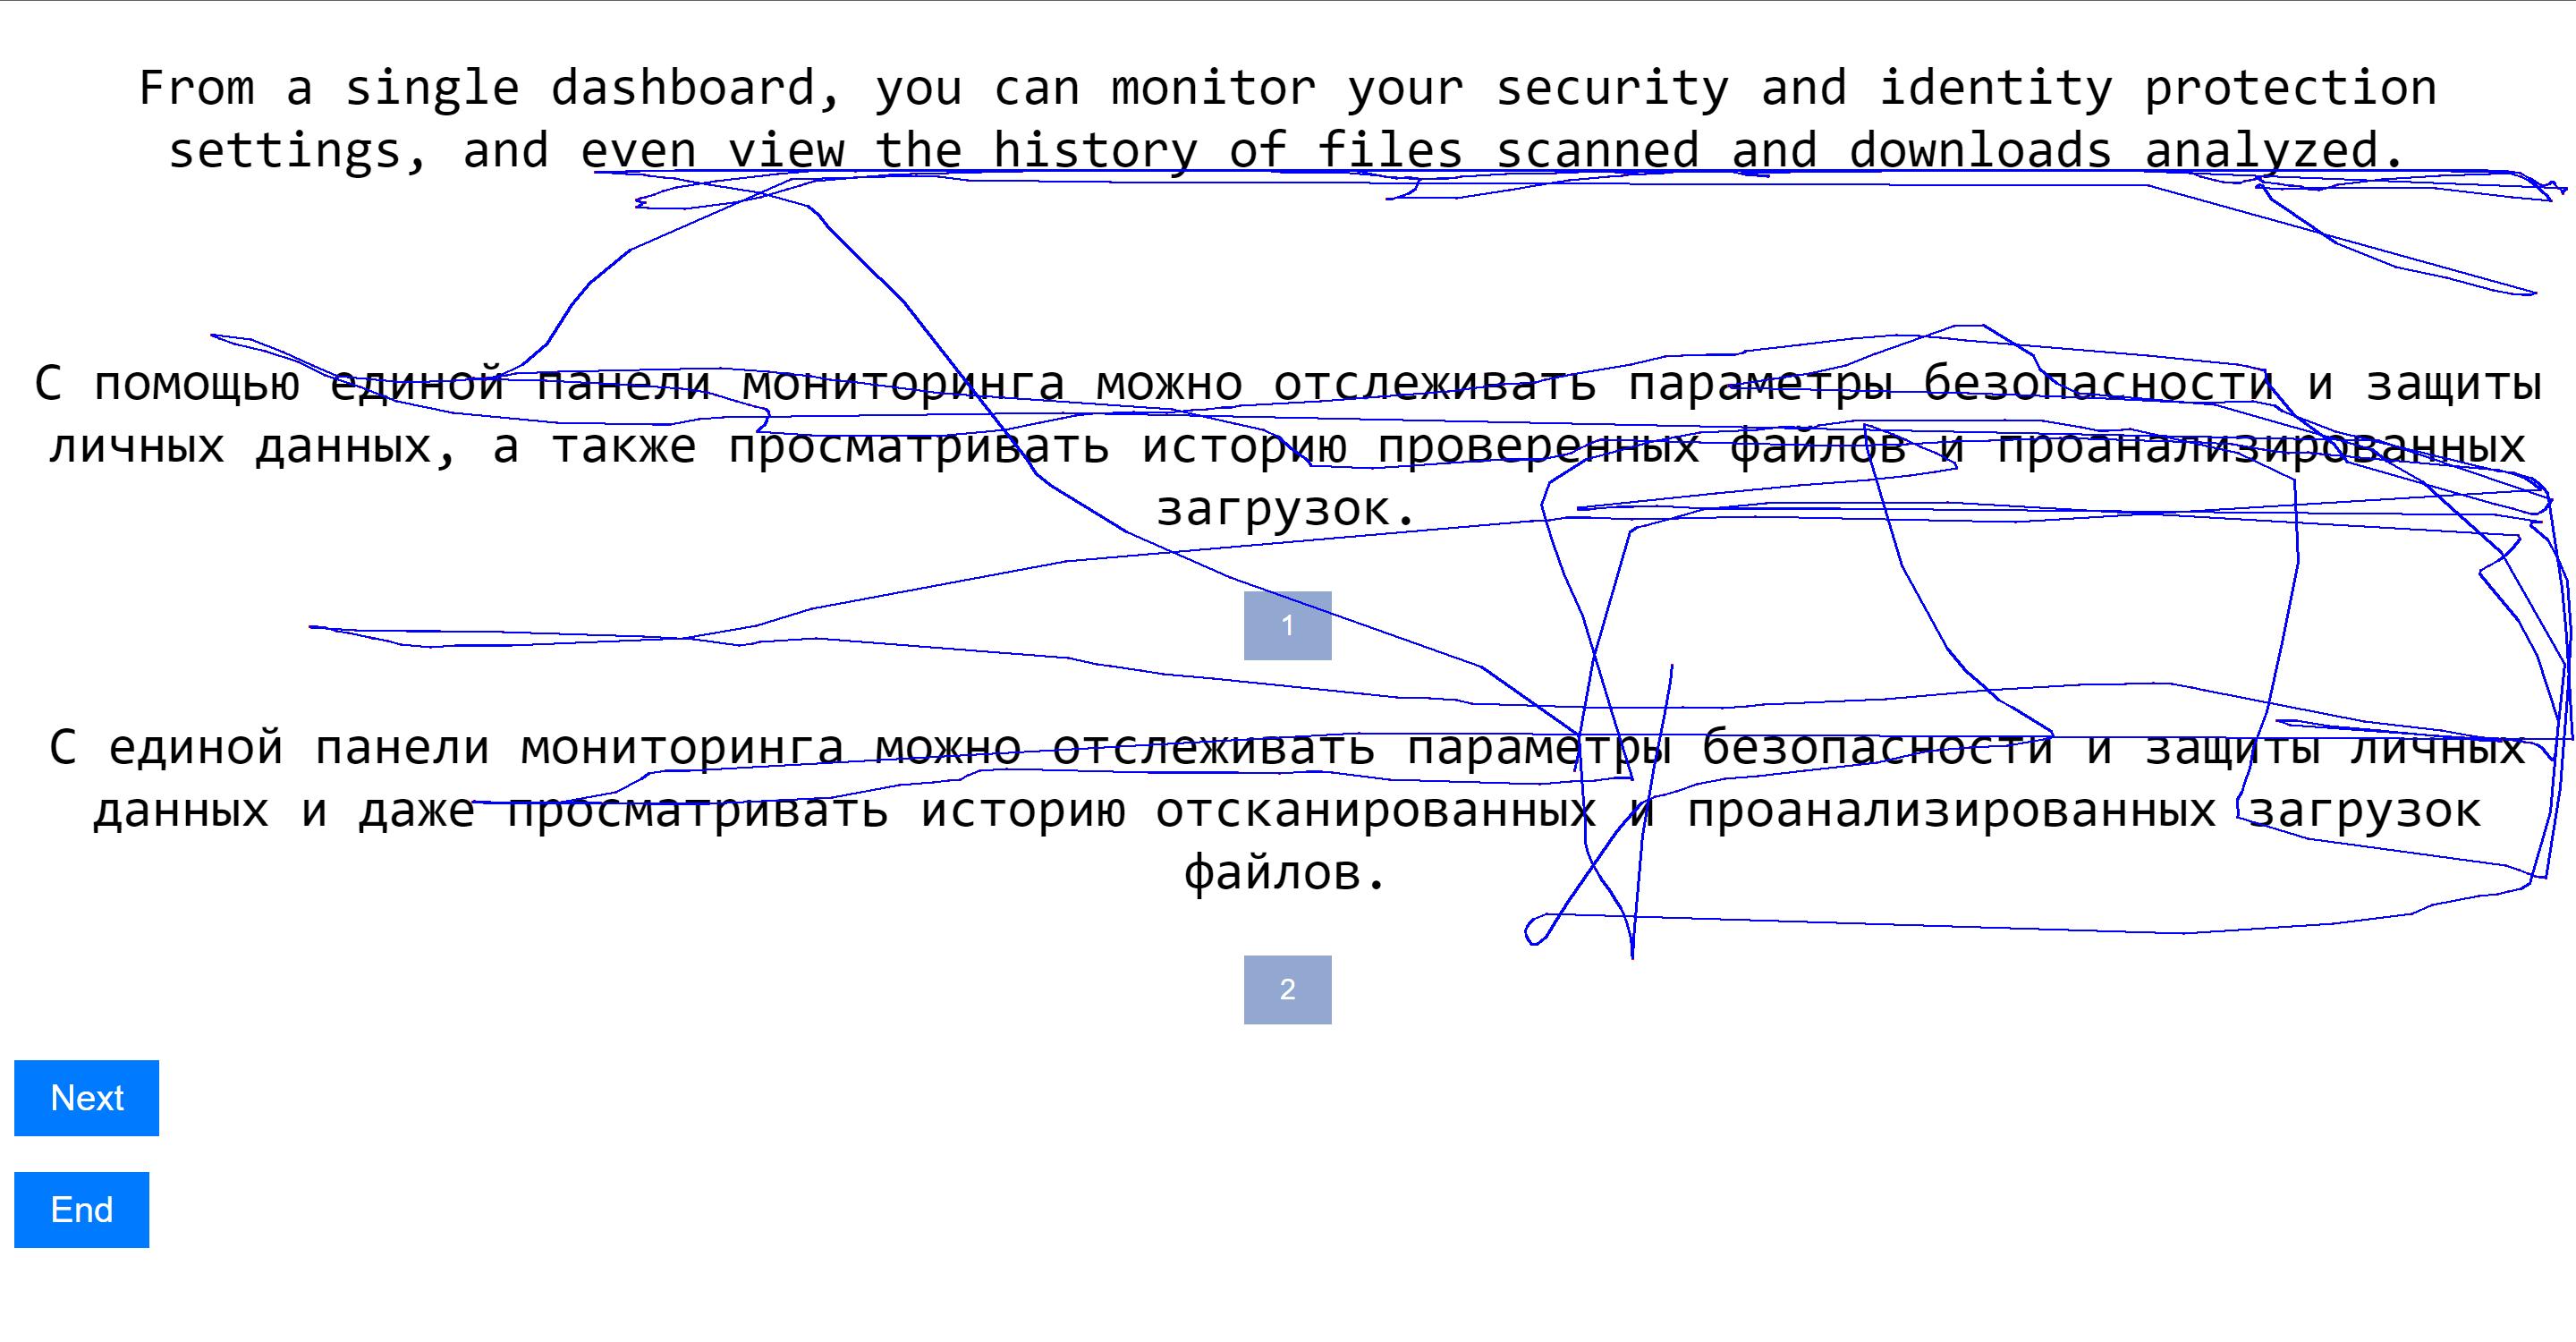 From a single dashboard, you can monitor your security and identity protection
settings, and even view the history of files scanned and downloads analyzed.
С помощью единой панели мониторинга можно отслеживать параметры безопасности и защиты
личных данных, а также просматривать историю проверенных файлов и проанализированных
загрузок.
1
С единой панели мониторинга можно отслеживать параметры безопасности и защиты личных
данных и даже просматривать историю отсканированных и проанализированных загрузок
файлов.
2
Next
End